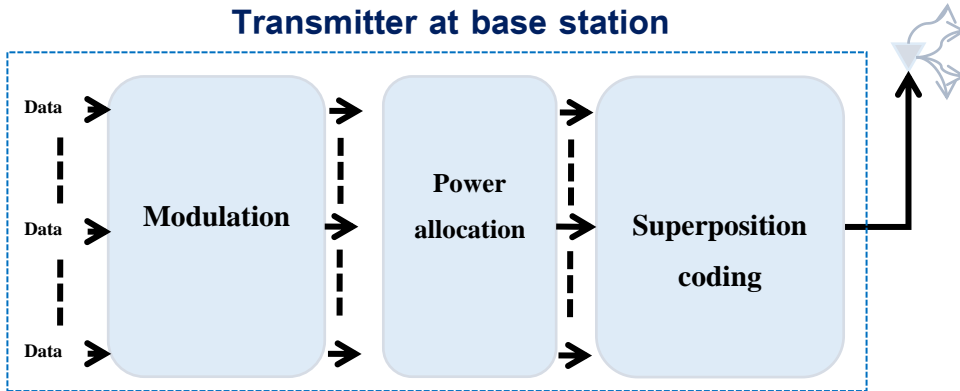 Transmitter at base station
Data
Data
Data
Modulation
Power
allocation
Superposition
coding